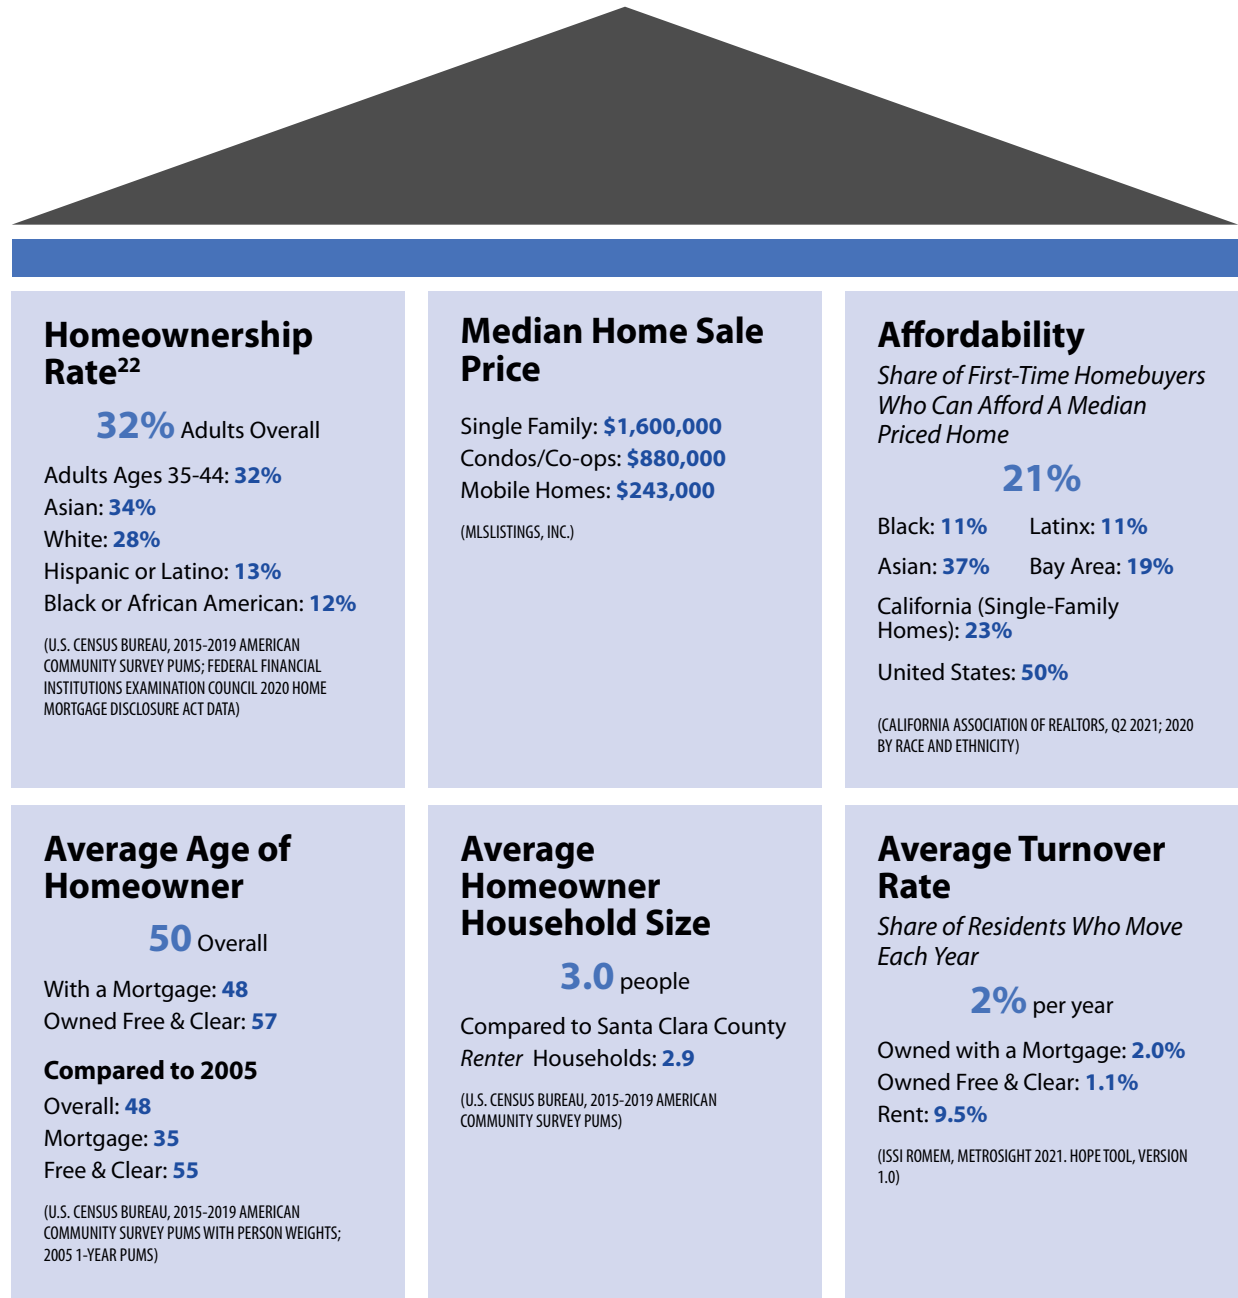 Homeownership
Rate22
32% Adults Overall
Adults Ages 35-44: 32%
Asian: 34%
White: 28%
Hispanic or Latino: 13%
Black or African American: 12%
(U.S. CENSUS BUREAU, 2015-2019 AMERICAN
COMMUNITY SURVEY PUMS; FEDERAL FINANCIAL
INSTITUTIONS EXAMINATION COUNCIL 2020 HOME
MORTGAGE DISCLOSURE ACT DATA)
Median Home Sale
Price
Single Family: $1,600,000
Condos/Co-ops: $880,000
Mobile Homes: $243,000
(MLSLISTINGS, INC.)
Affordability
Share of First-Time Homebuyers
Who Can Afford A Median
Priced Home
21%
Black: 11% Latinx: 11%
Asian: 37% Bay Area: 19%
California (Single-Family
Homes): 23%
United States: 50%
(CALIFORNIA ASSOCIATION OF REALTORS, Q2 2021; 2020
BY RACE AND ETHNICITY)
Average Age of
Homeowner
50 Overall
With a Mortgage: 48
Owned Free & Clear: 57
Compared to 2005
Overall: 48
Mortgage: 35
Free & Clear: 55
(U.S. CENSUS BUREAU, 2015-2019 AMERICAN
COMMUNITY SURVEY PUMS WITH PERSON WEIGHTS;
2005 1-YEAR PUMS)
Average
Homeowner
Household Size
3.0 people
Compared to Santa Clara County
Renter Households: 2.9
(U.S. CENSUS BUREAU, 2015-2019 AMERICAN
COMMUNITY SURVEY PUMS)
Average Turnover
Rate
Share of Residents Who Move
Each Year
2% per year
Owned with a Mortgage: 2.0%
Owned Free & Clear: 1.1%
Rent: 9.5%
(ISSI ROMEM, METROSIGHT 2021. HOPE TOOL, VERSION
1.0)